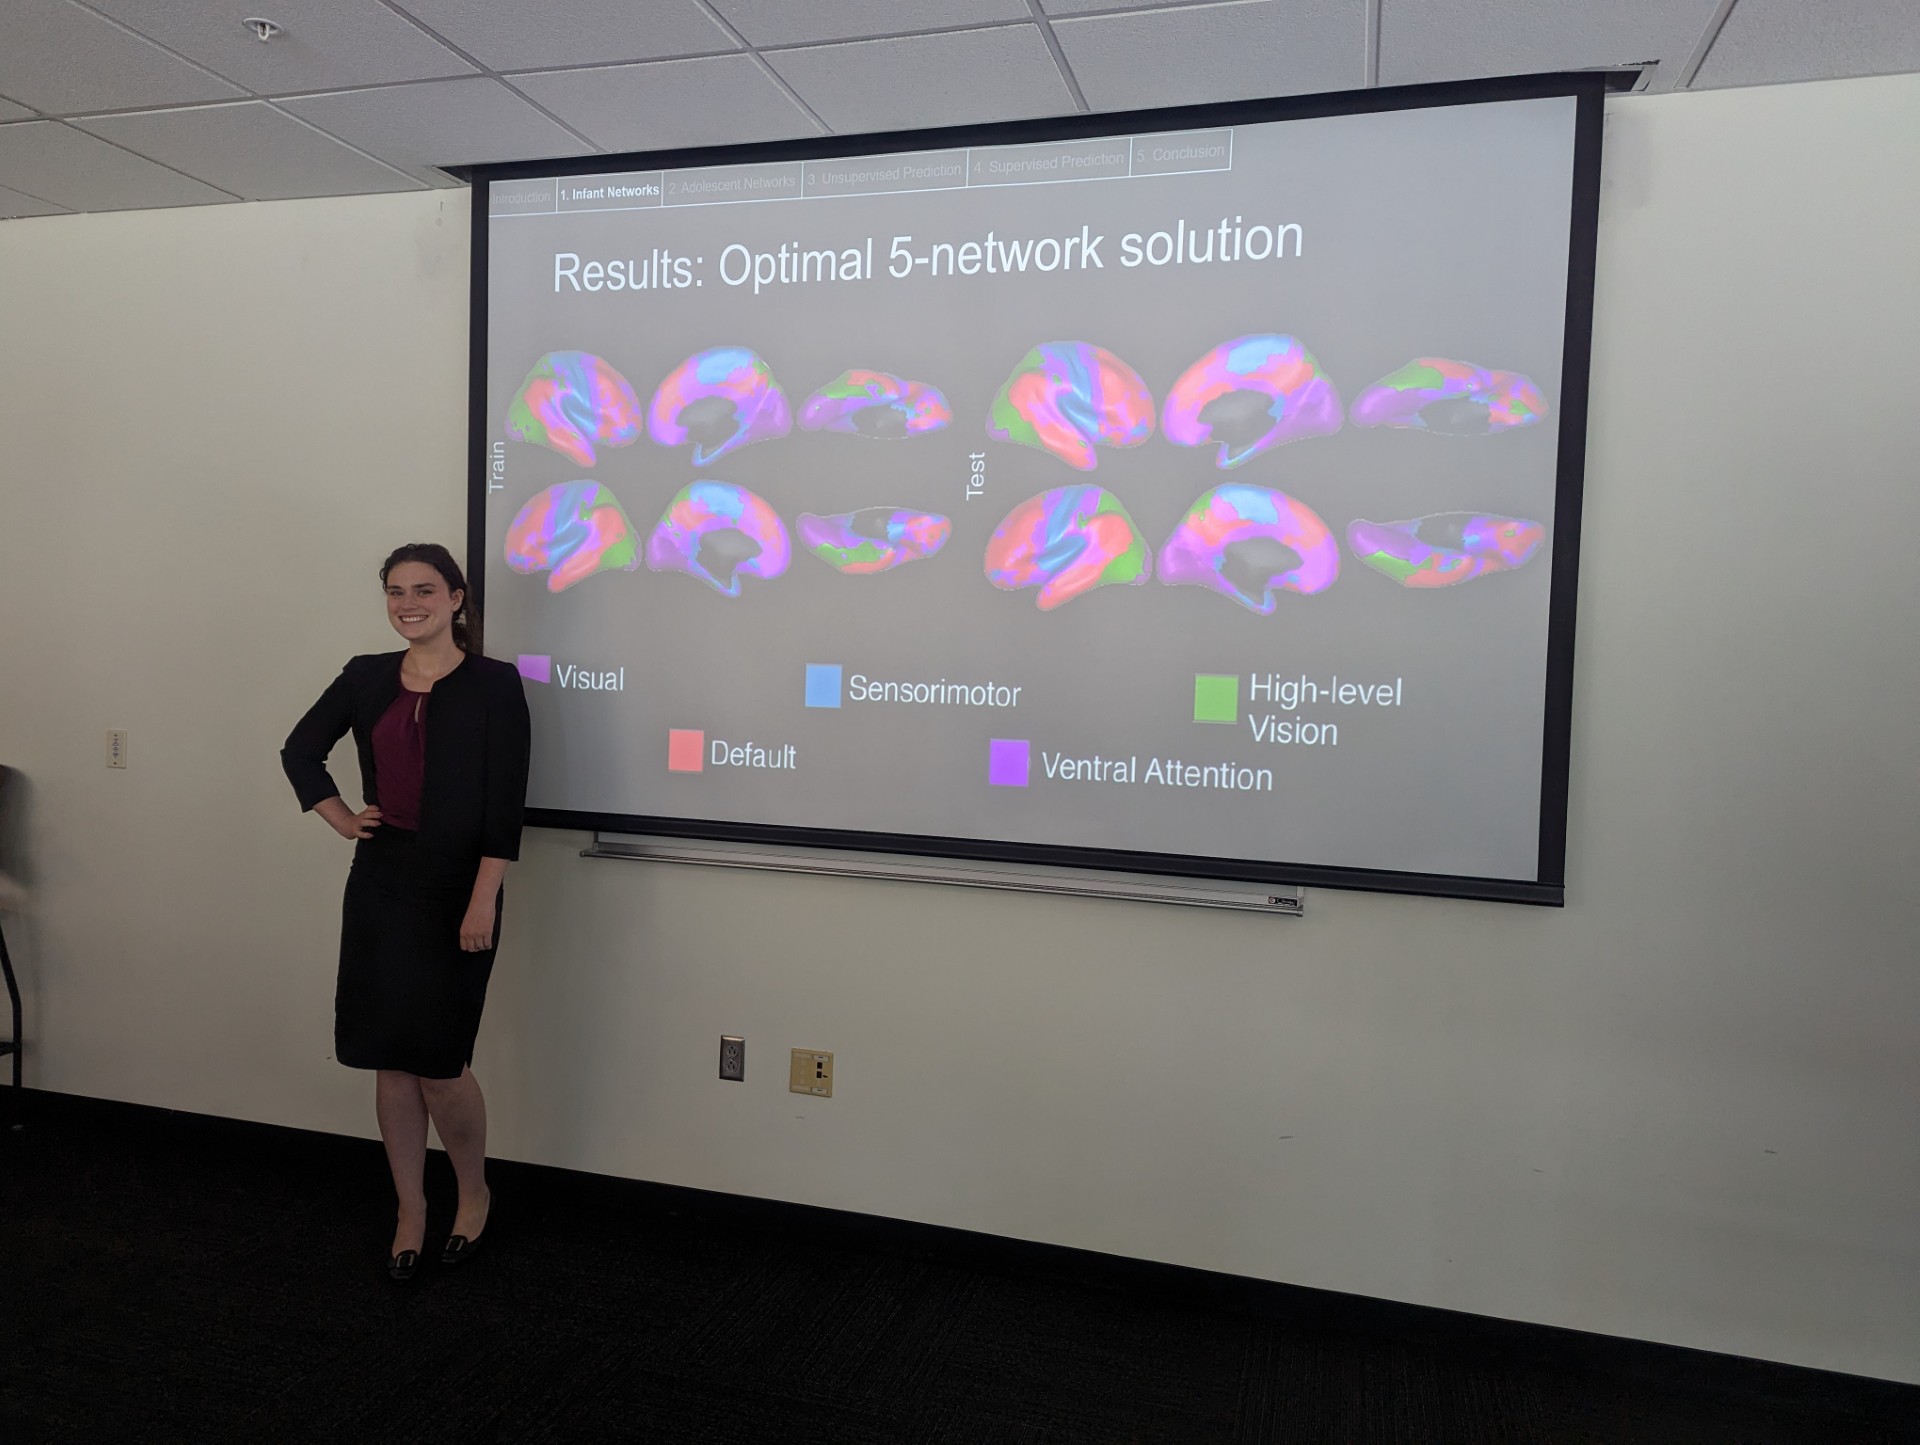 Introduction
1. Infant Networks
2. Adolescent Networks
3. Unsupervised Prediction
4. Supervised Prediction
5. Conclusion
Results: Optimal 5-network solution
Train
Test
Visual
Sensorimotor
High-level
Vision
Default
Ventral Attention